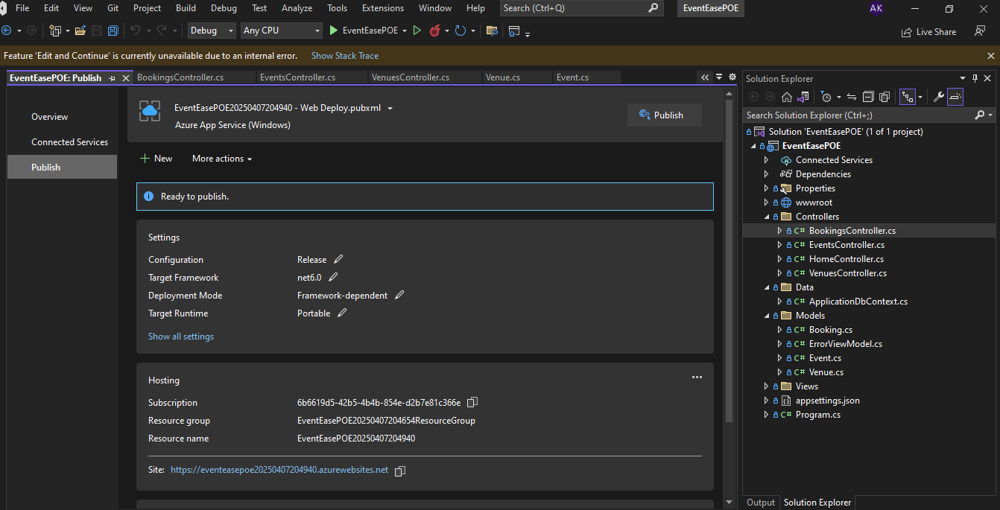 File Edit View Git Project Build Debug Test Analyze Tools Extensions Window Help Search (Ctrl+Q) EventEasePOE AK
Debug Any CPU EventEasePOE Live Share
Feature 'Edit and Continue' is currently unavailable due to an internal error. Show Stack Trace
EventEasePOE: Publish BookingsController.cs EventsController.cs VenuesController.cs Venue.cs Event.cs
Overview
Connected Services
Publish
EventEasePOE20250407204940 - Web Deploy.pubxml
Azure App Service (Windows)
Publish
New More actions
Ready to publish.
Settings
Configuration Release
Target Framework net6.0
Deployment Mode Framework-dependent
Target Runtime Portable
Show all settings
Hosting
Subscription 6b6619d5-42b5-4b4b-854e-d2b7e81c366e
Resource group EventEasePOE20250407204654ResourceGroup
Resource name EventEasePOE20250407204940
Site: https://eventeasepoe20250407204940.azurewebsites.net
Solution Explorer
Search Solution Explorer (Ctrl+;)
Solution 'EventEasePOE' (1 of 1 project)
EventEasePOE
Connected Services
Dependencies
Properties
wwwroot
Controllers
C# BookingsController.cs
C# EventsController.cs
C# HomeController.cs
C# VenuesController.cs
Data
C# ApplicationDbContext.cs
Models
C# Booking.cs
C# ErrorViewModel.cs
C# Event.cs
C# Venue.cs
Views
appsettings.json
C# Program.cs
Output Solution Explorer